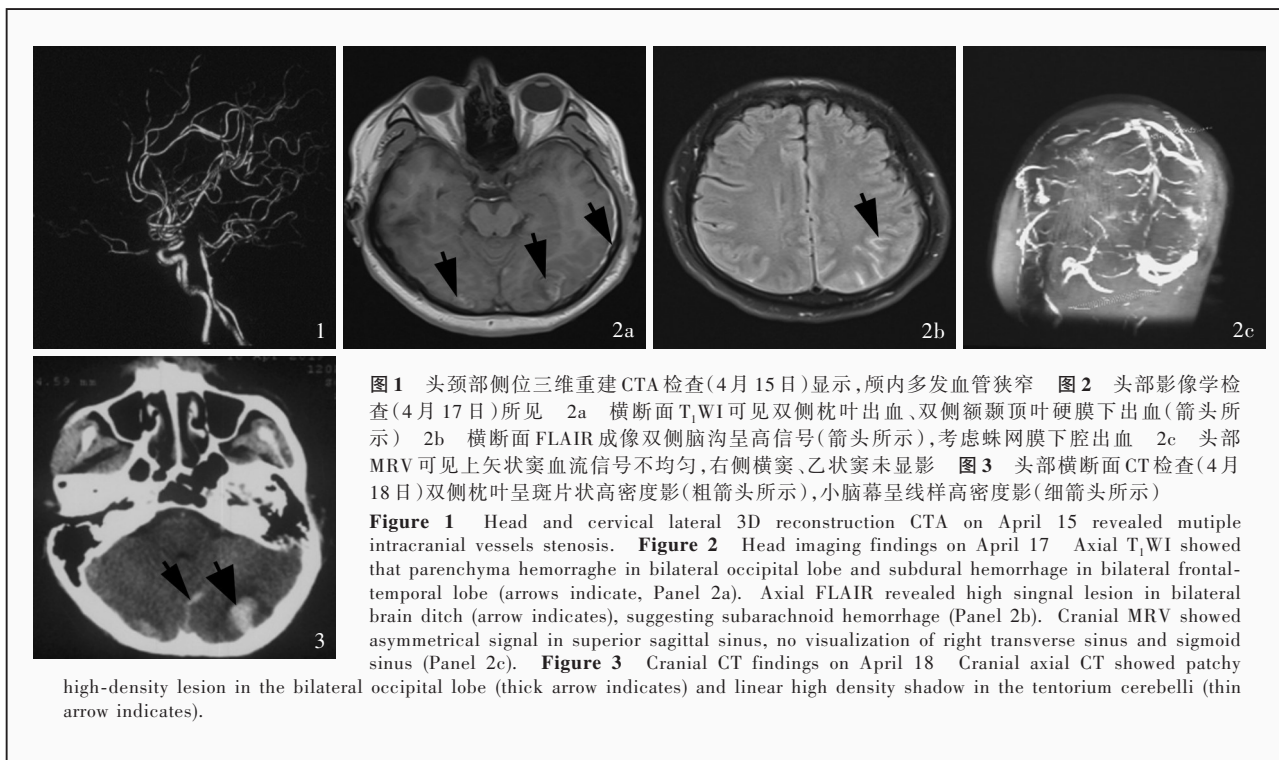 1
2a
2b
2c
4.59 mm
120
3
图1 头颈部侧位三维重建CTA检查(4月15日)显示,颅内多发血管狭窄 图2 头部影像学检
查(4月17日)所见 2a 横断面T₁WI可见双侧枕叶出血、双侧额颞顶叶硬膜下出血(箭头所
示) 2b 横断面FLAIR成像双侧脑沟呈高信号(箭头所示),考虑蛛网膜下腔出血 2c 头部
MRV可见上矢状窦血流信号不均匀,右侧横窦、乙状窦未显影 图3 头部横断面CT检查(4月
18日)双侧枕叶呈斑片状高密度影(粗箭头所示),小脑幕呈线样高密度影(细箭头所示)
Figure 1 Head and cervical lateral 3D reconstruction CTA on April 15 revealed mutiple
intracranial vessels stenosis. Figure 2 Head imaging findings on April 17 Axial T₁WI showed
that parenchyma hemorraghe in bilateral occipital lobe and subdural hemorrhage in bilateral frontal-
temporal lobe (arrows indicate, Panel 2a). Axial FLAIR revealed high singnal lesion in bilateral
brain ditch (arrow indicates), suggesting subarachnoid hemorrhage (Panel 2b). Cranial MRV showed
asymmetrical signal in superior sagittal sinus, no visualization of right transverse sinus and sigmoid
sinus (Panel 2c). Figure 3 Cranial CT findings on April 18 Cranial axial CT showed patchy
high-density lesion in the bilateral occipital lobe (thick arrow indicates) and linear high density shadow in the tentorium cerebelli (thin
arrow indicates).